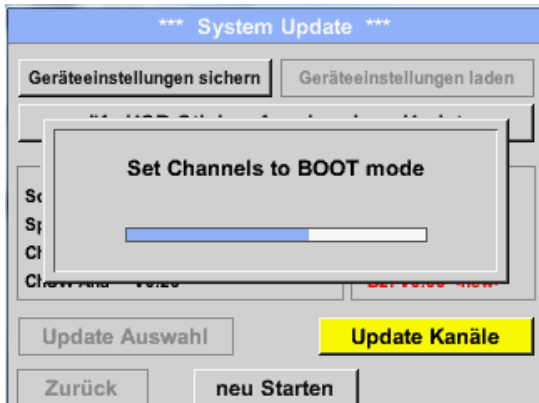 *** System Update ***
Geräteeinstellungen sichern
Geräteeinstellungen laden
Set Channels to BOOT mode
Update Auswahl
Update Kanäle
Zurück
neu Starten